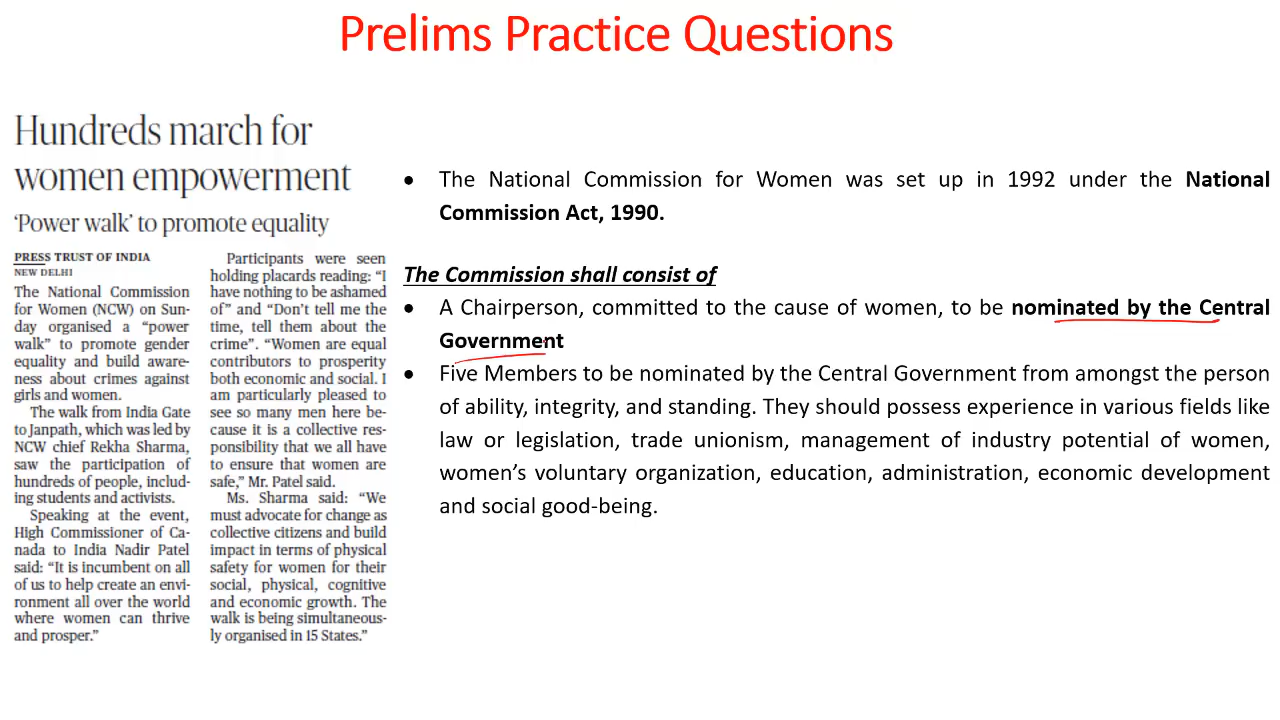 Prelims Practice Questions
Hundreds march for
women empowerment
‘Power walk’ to promote equality
PRESS TRUST OF INDIA
NEW DELHI
The National Commission
for Women (NCW) on Sun-
day organised a “power
walk” to promote gender
equality and build aware-
ness about crimes against
girls and women.
The walk from India Gate
to Janpath, which was led by
NCW chief Rekha Sharma,
saw the participation of
hundreds of people, includ-
ing students and activists.
Speaking at the event,
High Commissioner of Ca-
nada to India Nadir Patel
said: “It is incumbent on all
of us to help create an envi-
ronment all over the world
where women can thrive
and prosper.”
Participants were seen
holding placards reading: “I
have nothing to be ashamed
of” and “Don’t tell me the
time, tell them about the
crime”. “Women are equal
contributors to prosperity
both economic and social. I
am particularly pleased to
see so many men here be-
cause it is a collective res-
ponsibility that we all have
to ensure that women are
safe,” Mr. Patel said.
Ms. Sharma said: “We
must advocate for change as
collective citizens and build
impact in terms of physical
safety for women for their
social, physical, cognitive
and economic growth. The
walk is being simultaneous-
ly organised in 15 States.”
• The National Commission for Women was set up in 1992 under the National
Commission Act, 1990.
The Commission shall consist of
• A Chairperson, committed to the cause of women, to be nominated by the Central
Government
• Five Members to be nominated by the Central Government from amongst the person
of ability, integrity, and standing. They should possess experience in various fields like
law or legislation, trade unionism, management of industry potential of women,
women’s voluntary organization, education, administration, economic development
and social good-being.